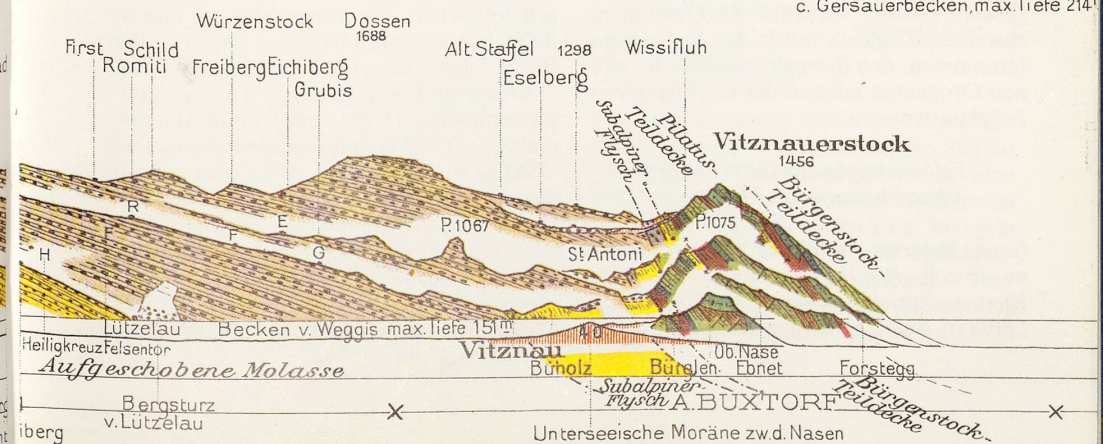 c. Gersauerbecken, max. Tiefe 214
Würzenstock
Dossen
1688
First
Schild
Romiti
Freiberg
Eichiberg
Grubis
Alt Staffel
1298
Eselberg
Wissifluh
Subalpiner
Flysch
Pilatus
Teildecke
Vitznauerstock
1456
Bürgenstock-
Teildecke
R
E
P.1067
P.1075
F
F
G
H
St Antoni
Lützelau
Becken v. Weggis max. Tiefe 151m
Heiligkreuz
Felsentor
Vitznau
Ob. Nase
Aufgeschobene Molasse
Büholz
Bürglen
Ebnet
Forstegg
Subalpiner
Flysch
A. BUXTORF
Bürgenstock-
Teildecke
Bergsturz
v. Lützelau
iberg
Unterseeische Moräne zw. d. Nasen